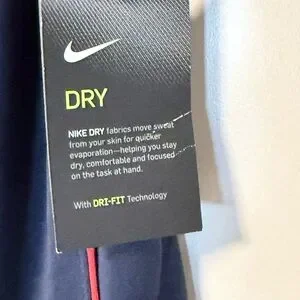 DRY
NIKE DRY fabrics move sweat
from your skin for quicker
evaporation—helping you stay
dry, comfortable and focused
on the task at hand.
With DRI-FIT Technology